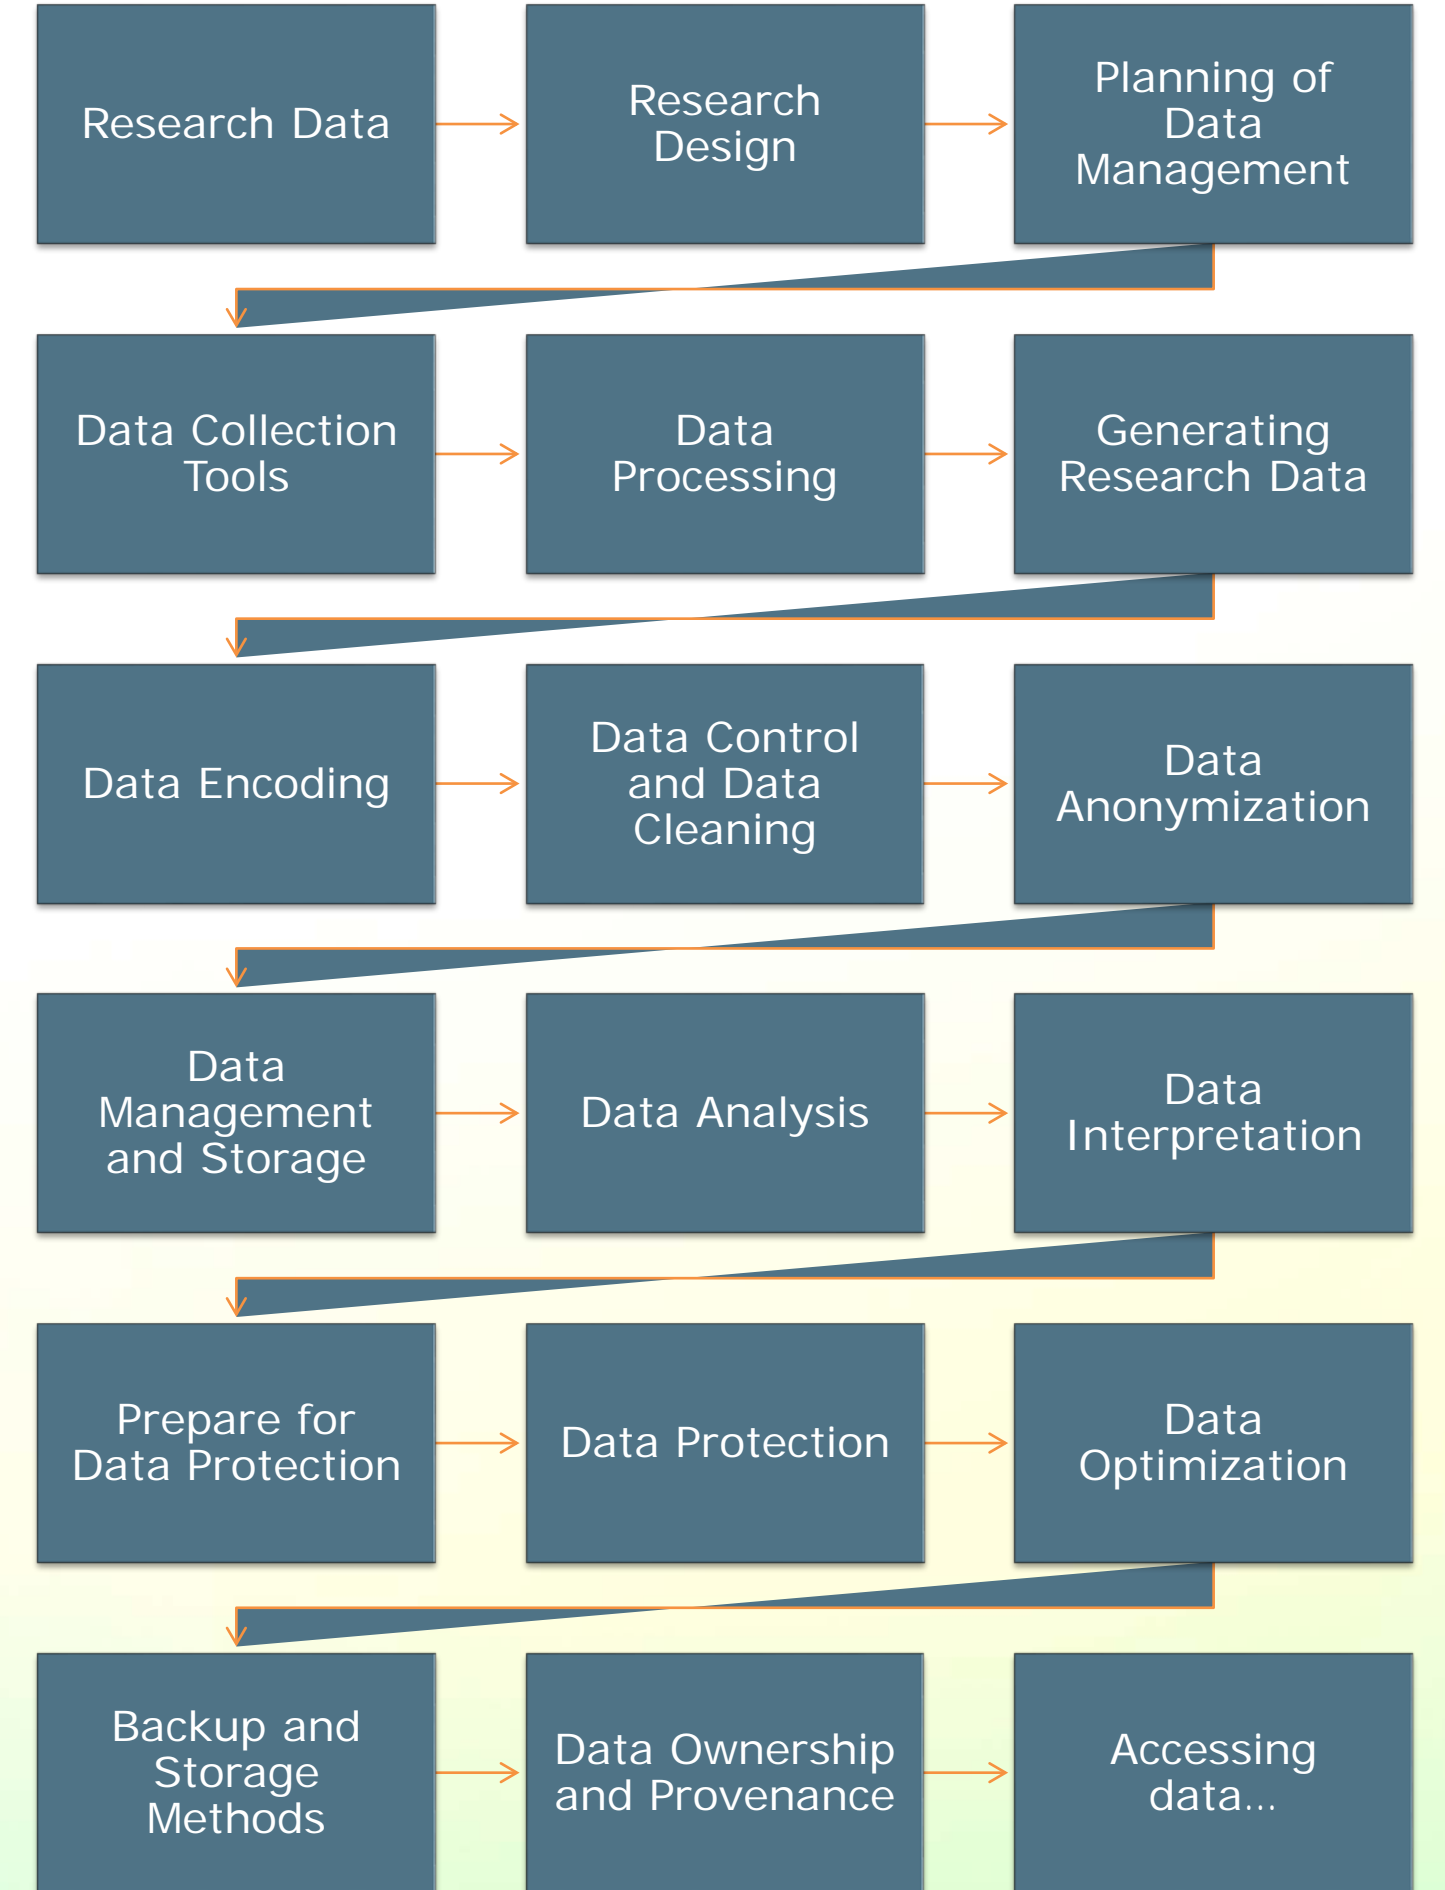 Research Data
Research
Design
Planning of
Data
Management
Data Collection
Tools
Data
Processing
Generating
Research Data
Data Encoding
Data Control
and Data
Cleaning
Data
Anonymization
Data
Management
and Storage
Data Analysis
Data
Interpretation
Prepare for
Data Protection
Data Protection
Data
Optimization
Backup and
Storage
Methods
Data Ownership
and Provenance
Accessing
data...